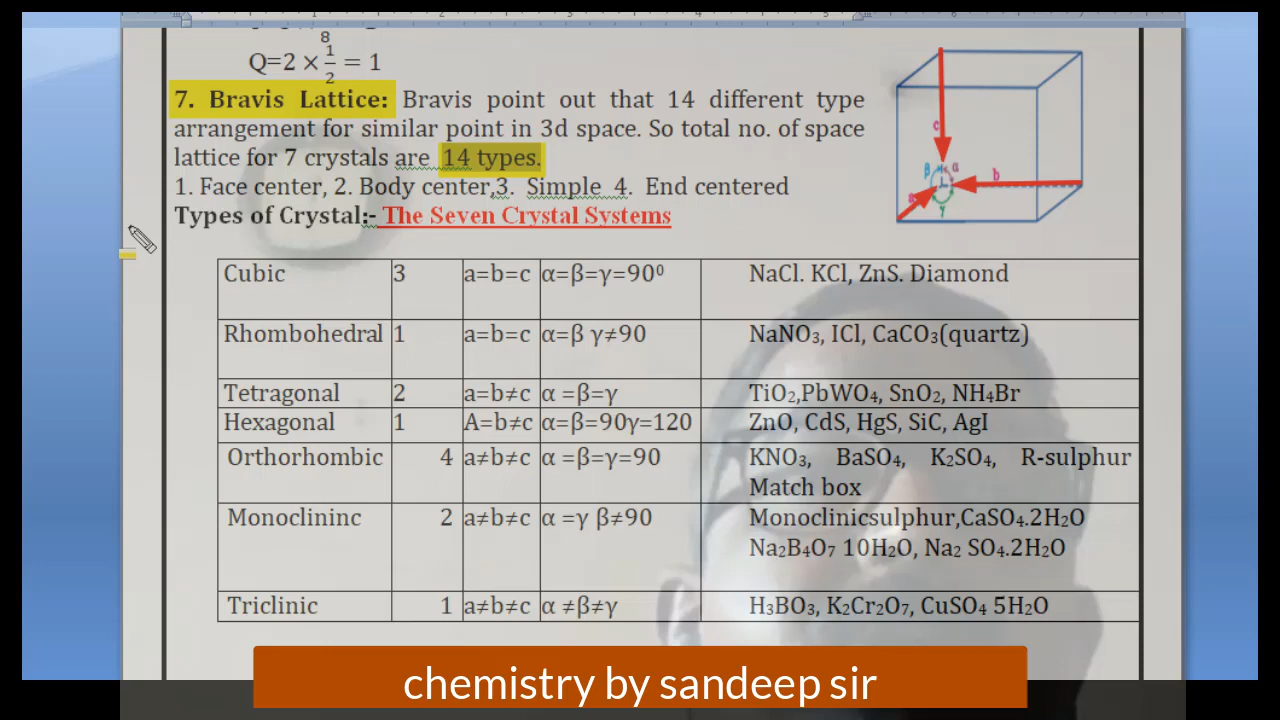 8
Q=2 × 1/2 = 1
7. Bravis Lattice: Bravis point out that 14 different type
arrangement for similar point in 3d space. So total no. of space
lattice for 7 crystals are 14 types.
1. Face center, 2. Body center,3. Simple 4. End centered
Types of Crystal:- The Seven Crystal Systems
c
β α
b
a
γ
Cubic 3 a=b=c α=β=γ=90⁰ NaCl. KCl, ZnS. Diamond
Rhombohedral 1 a=b=c α=β γ≠90 NaNO₃, ICl, CaCO₃(quartz)
Tetragonal 2 a=b≠c α =β=γ TiO₂,PbWO₄, SnO₂, NH₄Br
Hexagonal 1 A=b≠c α=β=90γ=120 ZnO, CdS, HgS, SiC, AgI
Orthorhombic 4 a≠b≠c α =β=γ=90 KNO₃, BaSO₄, K₂SO₄, R-sulphur
Match box
Monoclininc 2 a≠b≠c α =γ β≠90 Monoclinicsulphur,CaSO₄.2H₂O
Na₂B₄O₇ 10H₂O, Na₂ SO₄.2H₂O
Triclinic 1 a≠b≠c α ≠β≠γ H₃BO₃, K₂Cr₂O₇, CuSO₄ 5H₂O
chemistry by sandeep sir